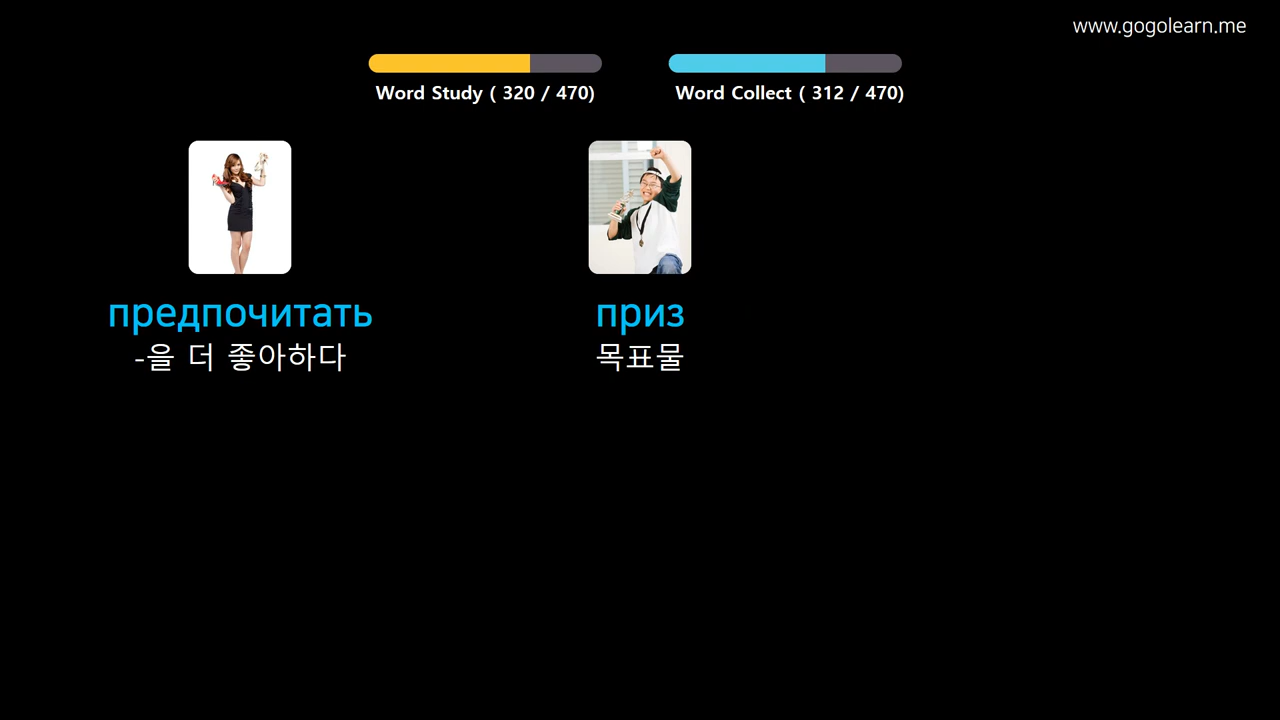 www.gogolearn.me
Word Study ( 320 / 470)
Word Collect ( 312 / 470)
предпочитать
-을 더 좋아하다
приз
목표물